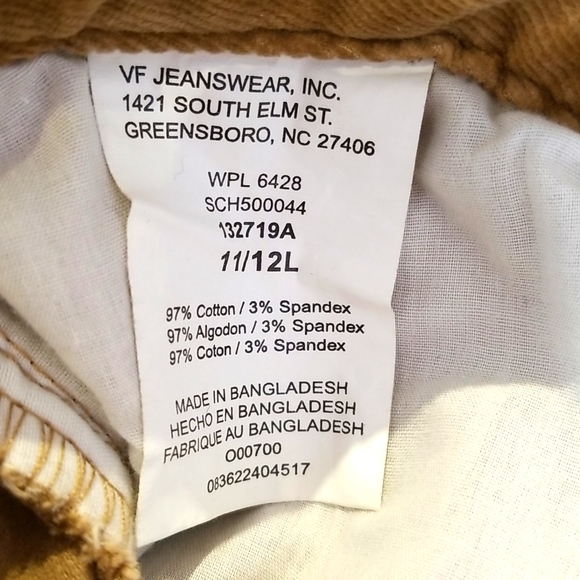 VF JEANSWEAR, INC.
1421 SOUTH ELM ST.
GREENSBORO, NC 27406
WPL 6428
SCH500044
132719A
11/12L
97% Cotton / 3% Spandex
97% Algodon / 3% Spandex
97% Coton / 3% Spandex
MADE IN BANGLADESH
HECHO EN BANGLADESH
FABRIQUE AU BANGLADESH
O00700
083622404517